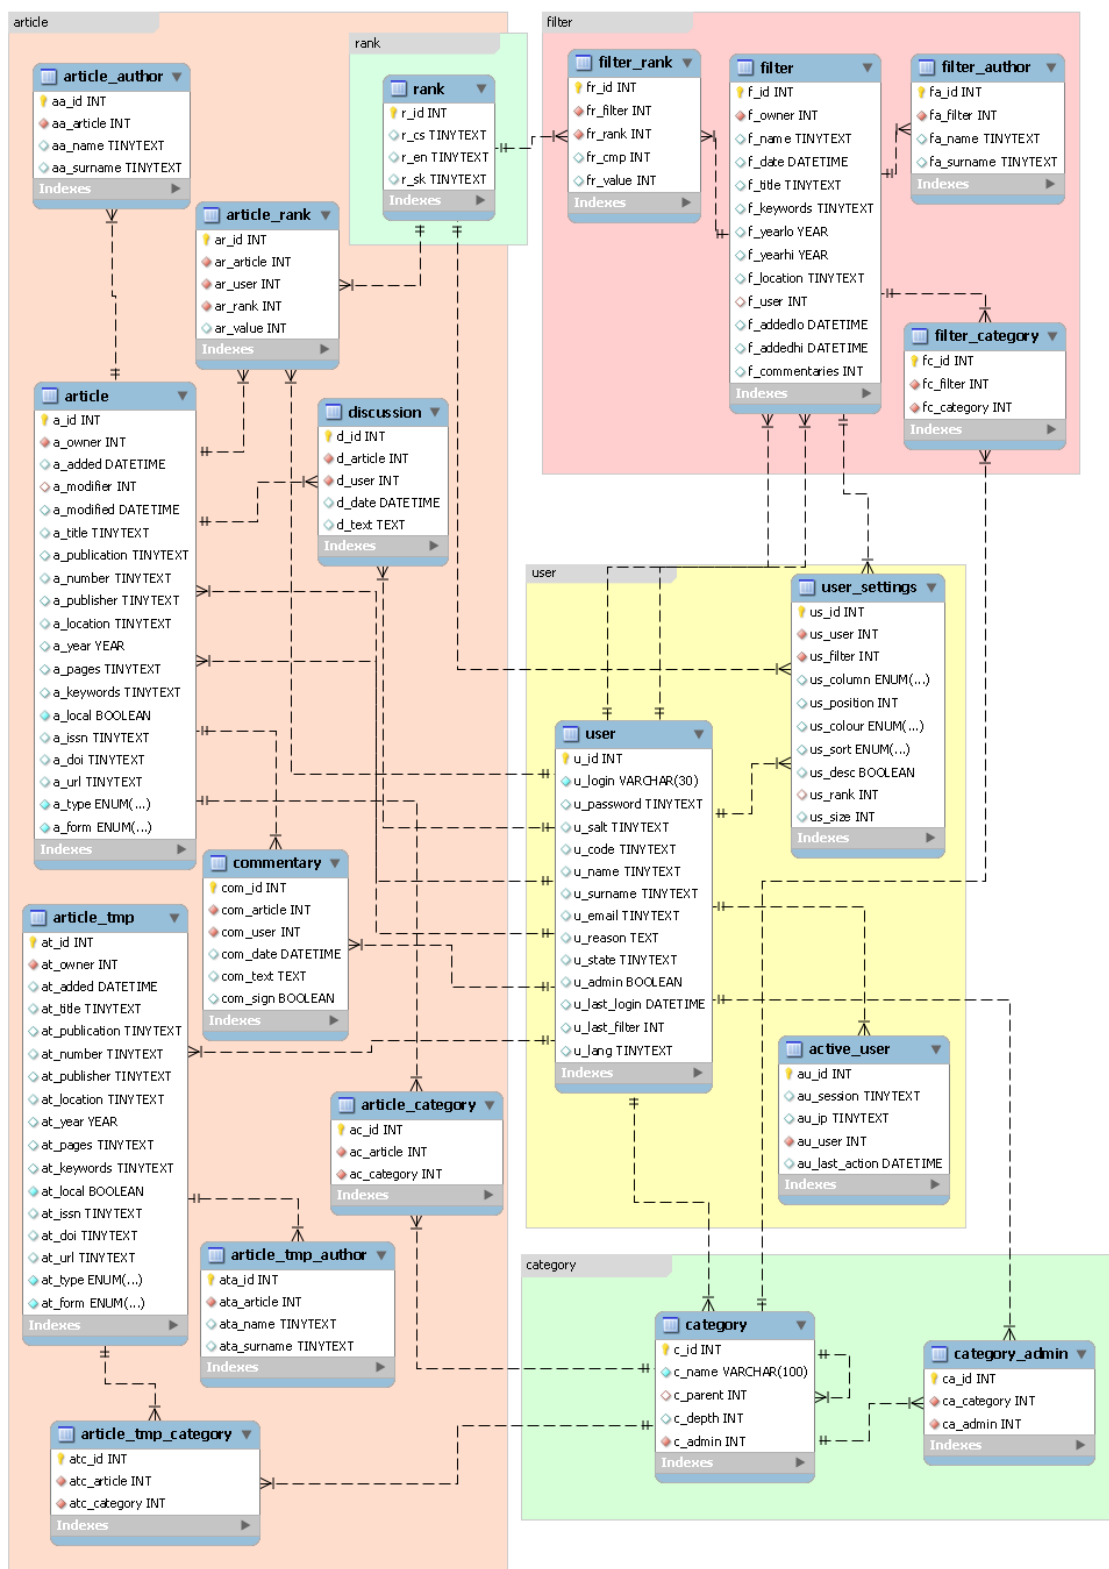 article
article_author
aa_id INT
aa_article INT
aa_name TINYTEXT
aa_surname TINYTEXT
Indexes
rank
rank
r_id INT
r_cs TINYTEXT
r_en TINYTEXT
r_sk TINYTEXT
Indexes
article_rank
ar_id INT
ar_article INT
ar_user INT
ar_rank INT
ar_value INT
Indexes
article
a_id INT
a_owner INT
a_added DATETIME
a_modifier INT
a_modified DATETIME
a_title TINYTEXT
a_publication TINYTEXT
a_number TINYTEXT
a_publisher TINYTEXT
a_location TINYTEXT
a_year YEAR
a_pages TINYTEXT
a_keywords TINYTEXT
a_local BOOLEAN
a_issn TINYTEXT
a_doi TINYTEXT
a_url TINYTEXT
a_type ENUM(...)
a_form ENUM(...)
Indexes
discussion
d_id INT
d_article INT
d_user INT
d_date DATETIME
d_text TEXT
Indexes
commentary
com_id INT
com_article INT
com_user INT
com_date DATETIME
com_text TEXT
com_sign BOOLEAN
Indexes
article_tmp
at_id INT
at_owner INT
at_added DATETIME
at_title TINYTEXT
at_publication TINYTEXT
at_number TINYTEXT
at_publisher TINYTEXT
at_location TINYTEXT
at_year YEAR
at_pages TINYTEXT
at_keywords TINYTEXT
at_local BOOLEAN
at_issn TINYTEXT
at_doi TINYTEXT
at_url TINYTEXT
at_type ENUM(...)
at_form ENUM(...)
Indexes
article_category
ac_id INT
ac_article INT
ac_category INT
Indexes
article_tmp_author
ata_id INT
ata_article INT
ata_name TINYTEXT
ata_surname TINYTEXT
Indexes
article_tmp_category
atc_id INT
atc_article INT
atc_category INT
Indexes
filter
filter_rank
fr_id INT
fr_filter INT
fr_rank INT
fr_cmp INT
fr_value INT
Indexes
filter
f_id INT
f_owner INT
f_name TINYTEXT
f_date DATETIME
f_title TINYTEXT
f_keywords TINYTEXT
f_yearlo YEAR
f_yearhi YEAR
f_location TINYTEXT
f_user INT
f_addedlo DATETIME
f_addedhi DATETIME
f_commentaries INT
Indexes
filter_author
fa_id INT
fa_filter INT
fa_name TINYTEXT
fa_surname TINYTEXT
Indexes
filter_category
fc_id INT
fc_filter INT
fc_category INT
Indexes
user
user_settings
us_id INT
us_user INT
us_filter INT
us_column ENUM(...)
us_position INT
us_colour ENUM(...)
us_sort ENUM(...)
us_desc BOOLEAN
us_rank INT
us_size INT
Indexes
user
u_id INT
u_login VARCHAR(30)
u_password TINYTEXT
u_salt TINYTEXT
u_code TINYTEXT
u_name TINYTEXT
u_surname TINYTEXT
u_email TINYTEXT
u_reason TEXT
u_state TINYTEXT
u_admin BOOLEAN
u_last_login DATETIME
u_last_filter INT
u_lang TINYTEXT
Indexes
active_user
au_id INT
au_session TINYTEXT
au_ip TINYTEXT
au_user INT
au_last_action DATETIME
Indexes
category
category
c_id INT
c_name VARCHAR(100)
c_parent INT
c_depth INT
c_admin INT
Indexes
category_admin
ca_id INT
ca_category INT
ca_admin INT
Indexes